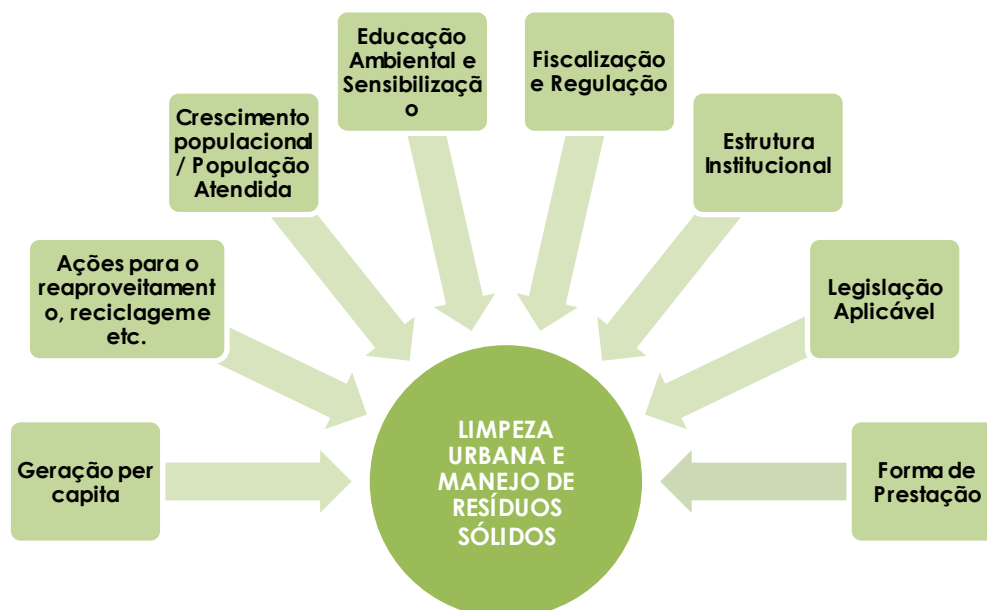 Educação
Ambiental e
Sensibilizaçã
o
Fiscalização
e Regulação
Crescimento
populacional
/ População
Atendida
Estrutura
Institucional
Ações para o
reaproveitament
o, reciclagem e
etc.
Legislação
Aplicável
Geração per
capita
LIMPEZA
URBANA E
MANEJO DE
RESÍDUOS
SÓLIDOS
Forma de
Prestação